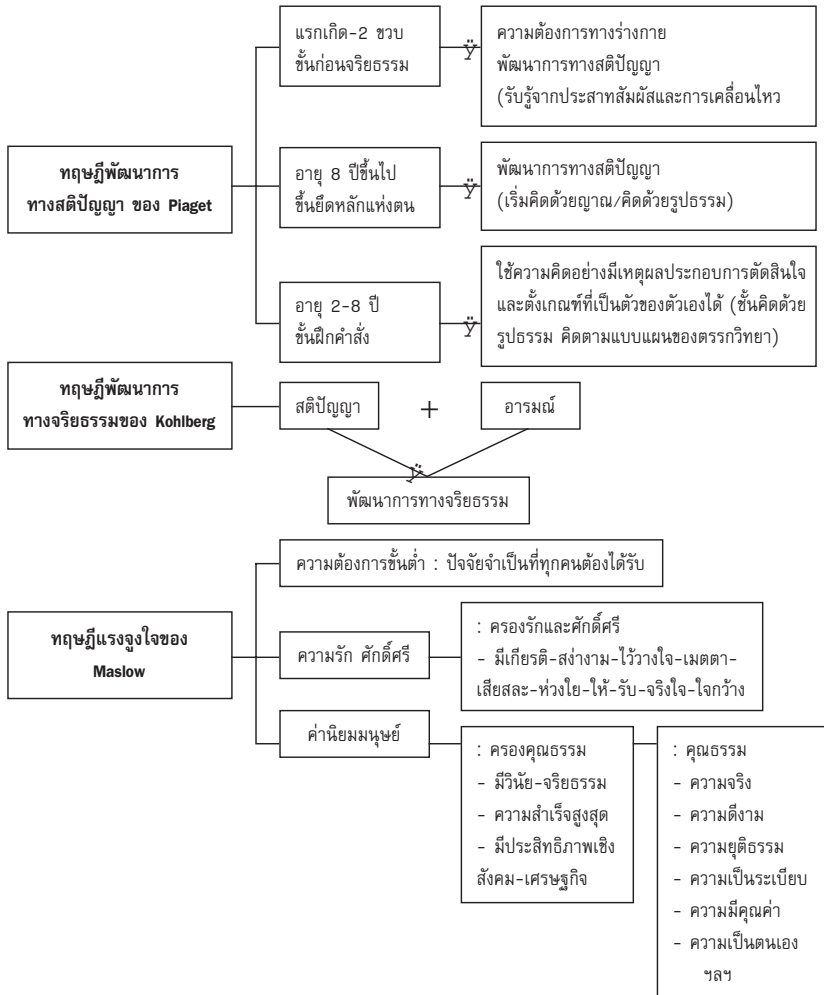 แรกเกิด-2 ขวบ
ขั้นก่อนจริยธรรม
Ÿ
ความต้องการทางร่างกาย
พัฒนาการทางสติปัญญา
(รับรู้จากประสาทสัมผัสและการเคลื่อนไหว
ทฤษฎีพัฒนาการ
ทางสติปัญญา ของ Piaget
อายุ 8 ปีขึ้นไป
ขึ้นยึดหลักแห่งตน
Ÿ
พัฒนาการทางสติปัญญา
(เริ่มคิดด้วยญาณ/คิดด้วยรูปธรรม)
อายุ 2-8 ปี
ขั้นฝึกคำสั่ง
Ÿ
ใช้ความคิดอย่างมีเหตุผลประกอบการตัดสินใจ
และตั้งเกณฑ์ที่เป็นตัวของตัวเองได้ (ชั้นคิดด้วย
รูปธรรม คิดตามแบบแผนของตรรกวิทยา)
ทฤษฎีพัฒนาการ
ทางจริยธรรมของ Kohlberg
สติปัญญา
+
อารมณ์
Ÿ
พัฒนาการทางจริยธรรม
ความต้องการขั้นต่ำ : ปัจจัยจำเป็นที่ทุกคนต้องได้รับ
ทฤษฎีแรงจูงใจของ
Maslow
ความรัก ศักดิ์ศรี
: ครองรักและศักดิ์ศรี
- มีเกียรติ-สง่างาม-ไว้วางใจ-เมตตา-
เสียสละ-ห่วงใย-ให้-รับ-จริงใจ-ใจกว้าง
ค่านิยมมนุษย์
: ครองคุณธรรม
- มีวินัย-จริยธรรม
- ความสำเร็จสูงสุด
- มีประสิทธิภาพเชิง
สังคม-เศรษฐกิจ
: คุณธรรม
- ความจริง
- ความดีงาม
- ความยุติธรรม
- ความเป็นระเบียบ
- ความมีคุณค่า
- ความเป็นตนเอง
ฯลฯ